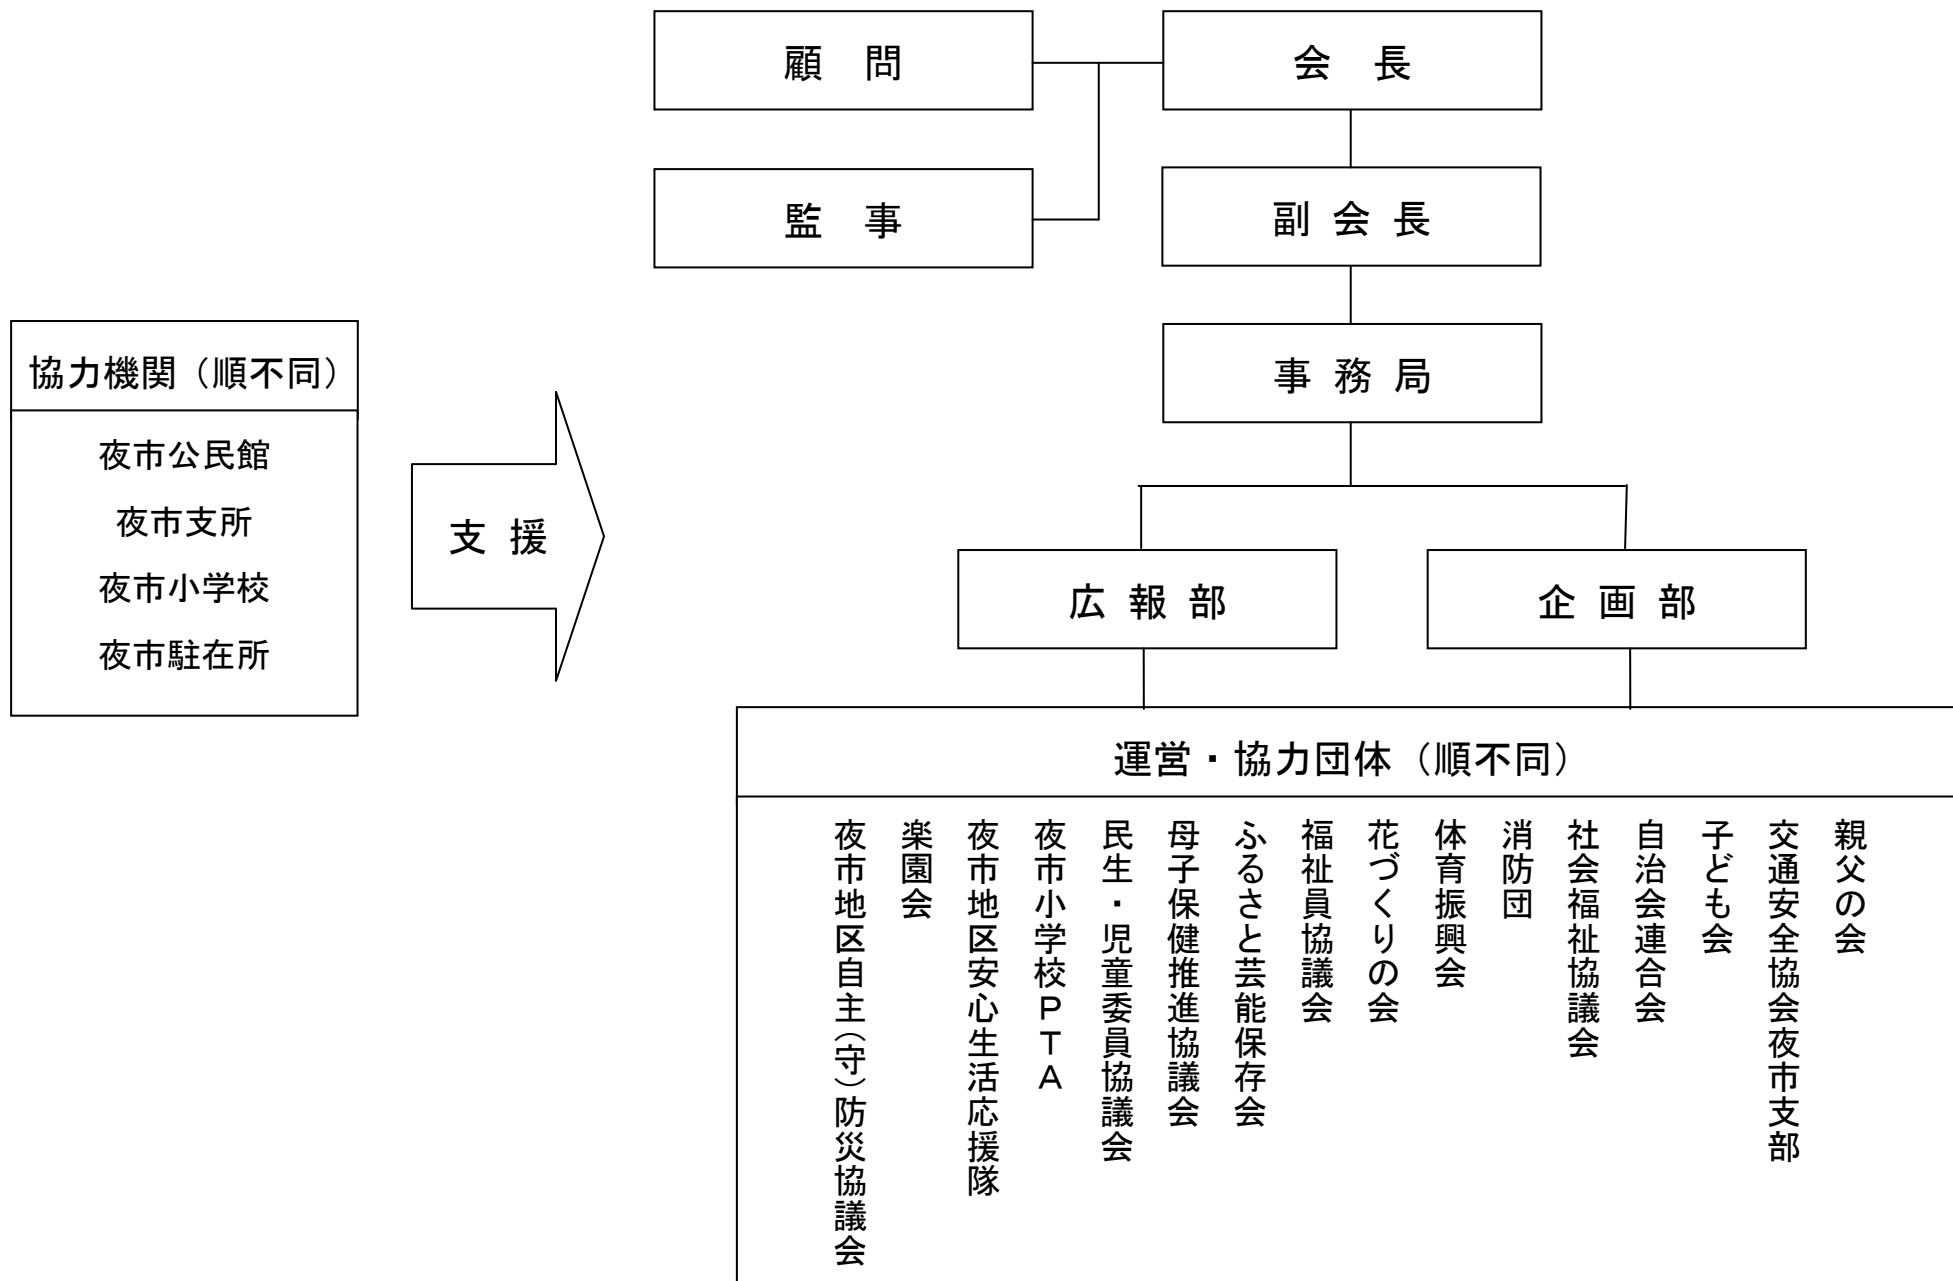 顧　問
会　長
監　事
副 会 長
事 務 局
協力機関（順不同）
夜市公民館
夜市支所
夜市小学校
夜市駐在所
支 援
広 報 部
企 画 部
運営・協力団体（順不同）
親父の会
交通安全協会夜市支部
子ども会
自治会連合会
社会福祉協議会
消防団
体育振興会
花づくりの会
福祉員協議会
ふるさと芸能保存会
母子保健推進協議会
民生・児童委員協議会
夜市小学校ＰＴＡ
夜市地区安心生活応援隊
楽園会
夜市地区自主（守）防災協議会